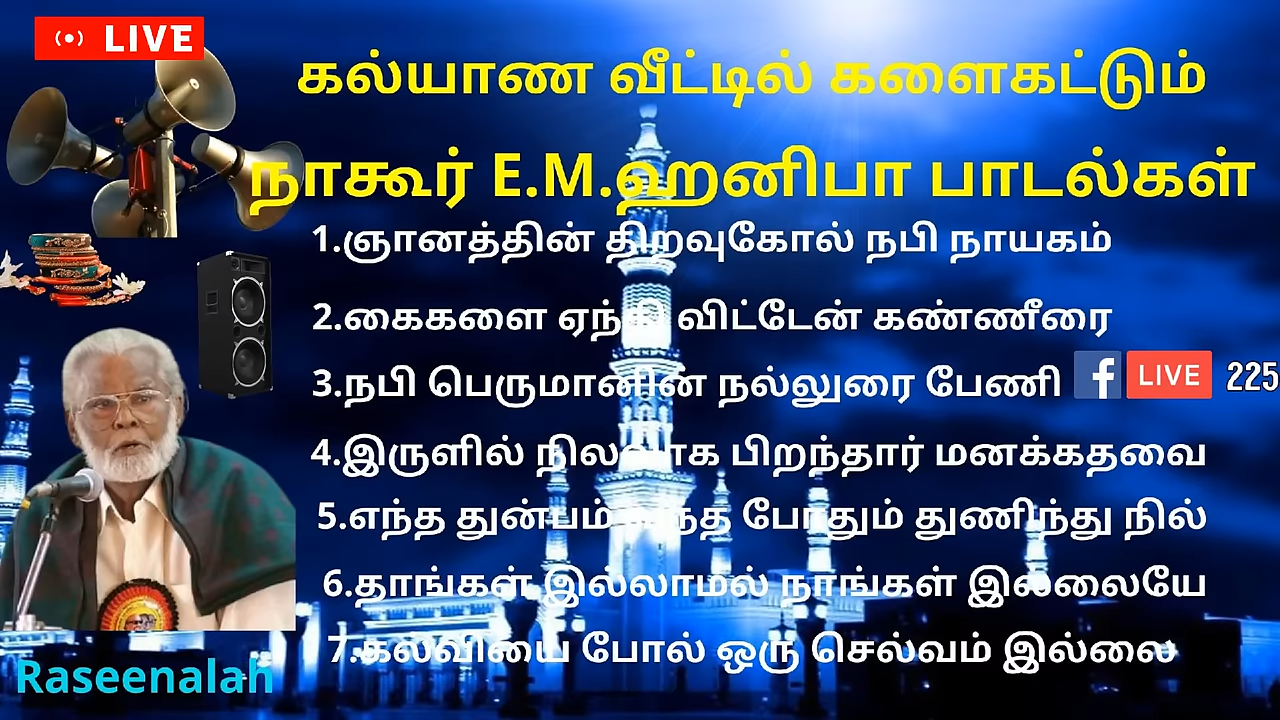 LIVE
கல்யாண வீட்டில் களைகட்டும்
நாகூர் E.M.ஹனிபா பாடல்கள்
1.ஞானத்தின் திறவுகோல் நபி நாயகம்
2.கைகளை ஏந்தி விட்டேன் கண்ணீரை
3.நபி பெருமானின் நல்லுரை பேணி
f LIVE 225
4.இருளில் நிலவாக பிறந்தார் மனக்கதவை
5.எந்த துன்பம் வந்த போதும் துணிந்து நில்
6.தாங்கள் இல்லாமல் நாங்கள் இல்லையே
7.கல்வியை போல் ஒரு செல்வம் இல்லை
Raseenalah